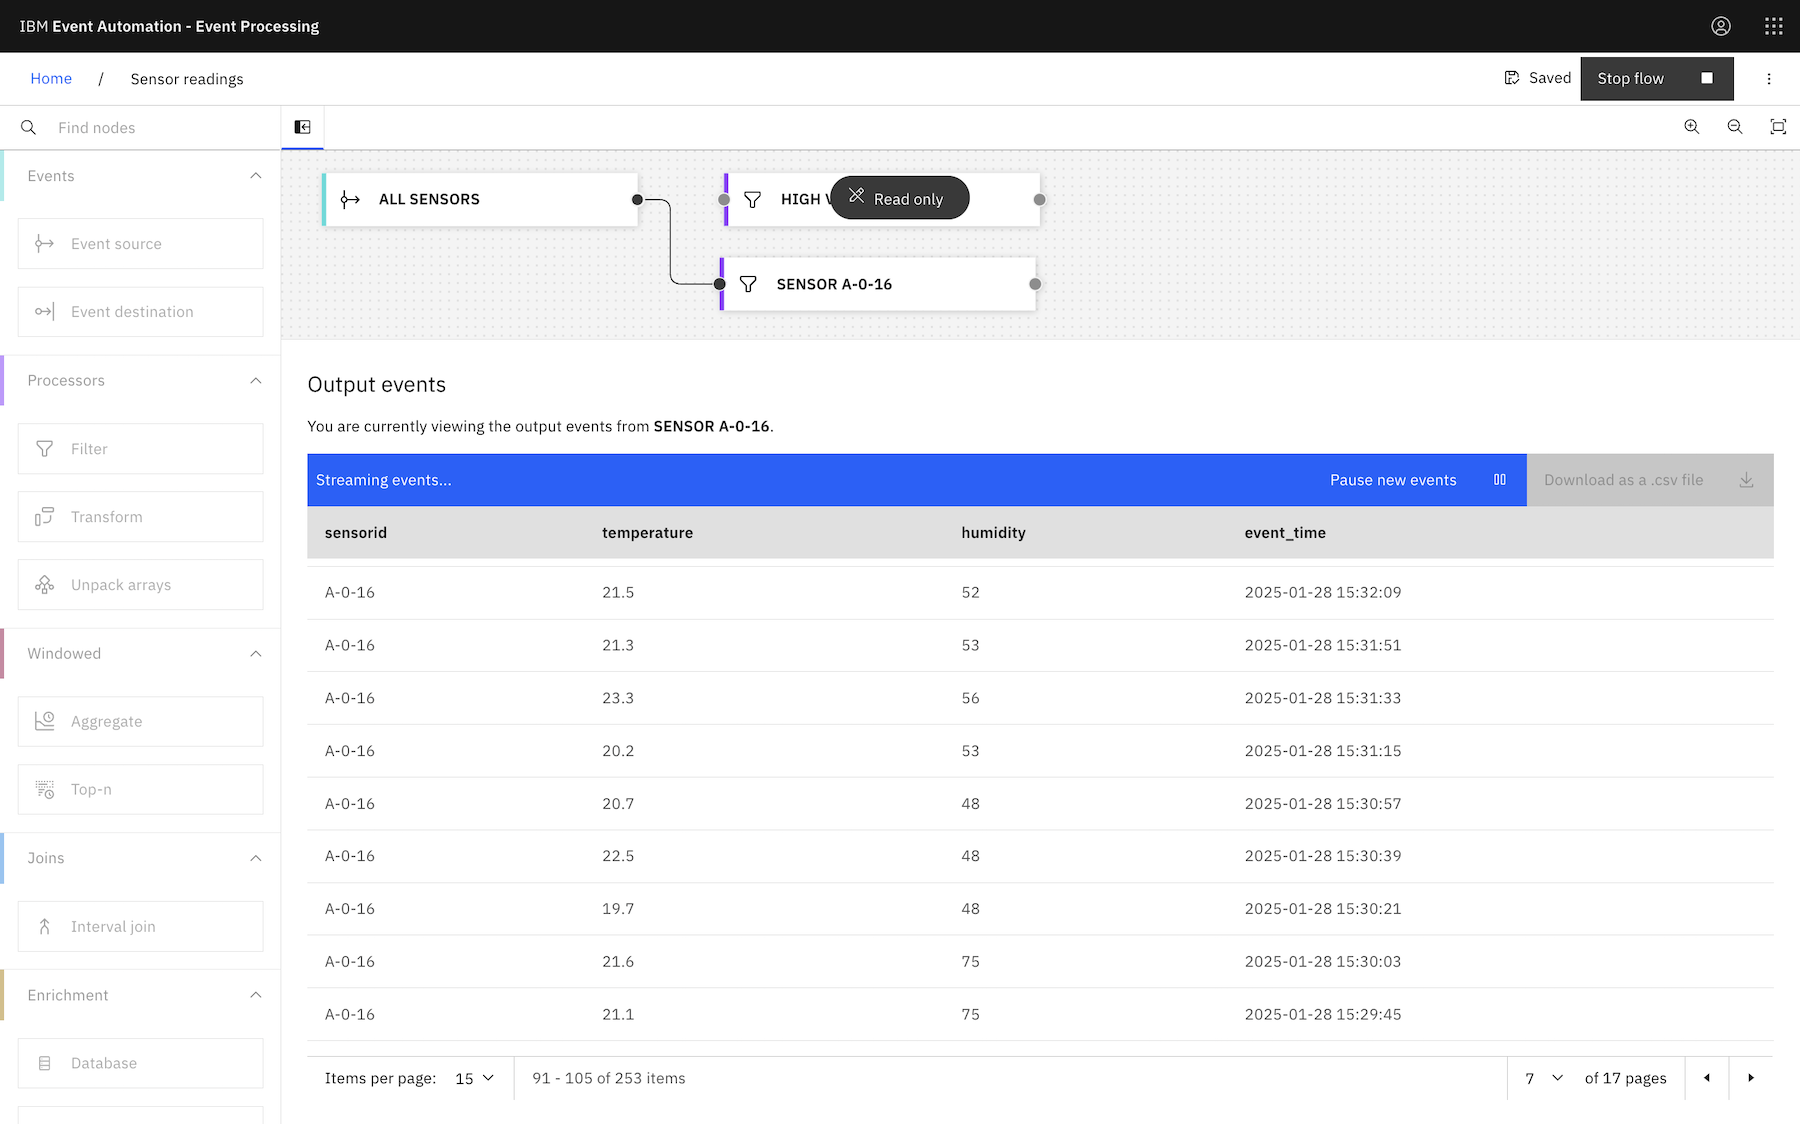 IBM Event Automation - Event Processing
Home / Sensor readings
Saved
Stop flow
Find nodes
Events
Event source
Event destination
Processors
Filter
Transform
Unpack arrays
Windowed
Aggregate
Top-n
Joins
Interval join
Enrichment
Database
ALL SENSORS
HIGH
Read only
SENSOR A-0-16
Output events
You are currently viewing the output events from SENSOR A-0-16.
Streaming events...
Pause new events
Download as a .csv file
sensorid temperature humidity event_time
A-0-16 21.5 52 2025-01-28 15:32:09
A-0-16 21.3 53 2025-01-28 15:31:51
A-0-16 23.3 56 2025-01-28 15:31:33
A-0-16 20.2 53 2025-01-28 15:31:15
A-0-16 20.7 48 2025-01-28 15:30:57
A-0-16 22.5 48 2025-01-28 15:30:39
A-0-16 19.7 48 2025-01-28 15:30:21
A-0-16 21.6 75 2025-01-28 15:30:03
A-0-16 21.1 75 2025-01-28 15:29:45
Items per page: 15
91 - 105 of 253 items
7 of 17 pages